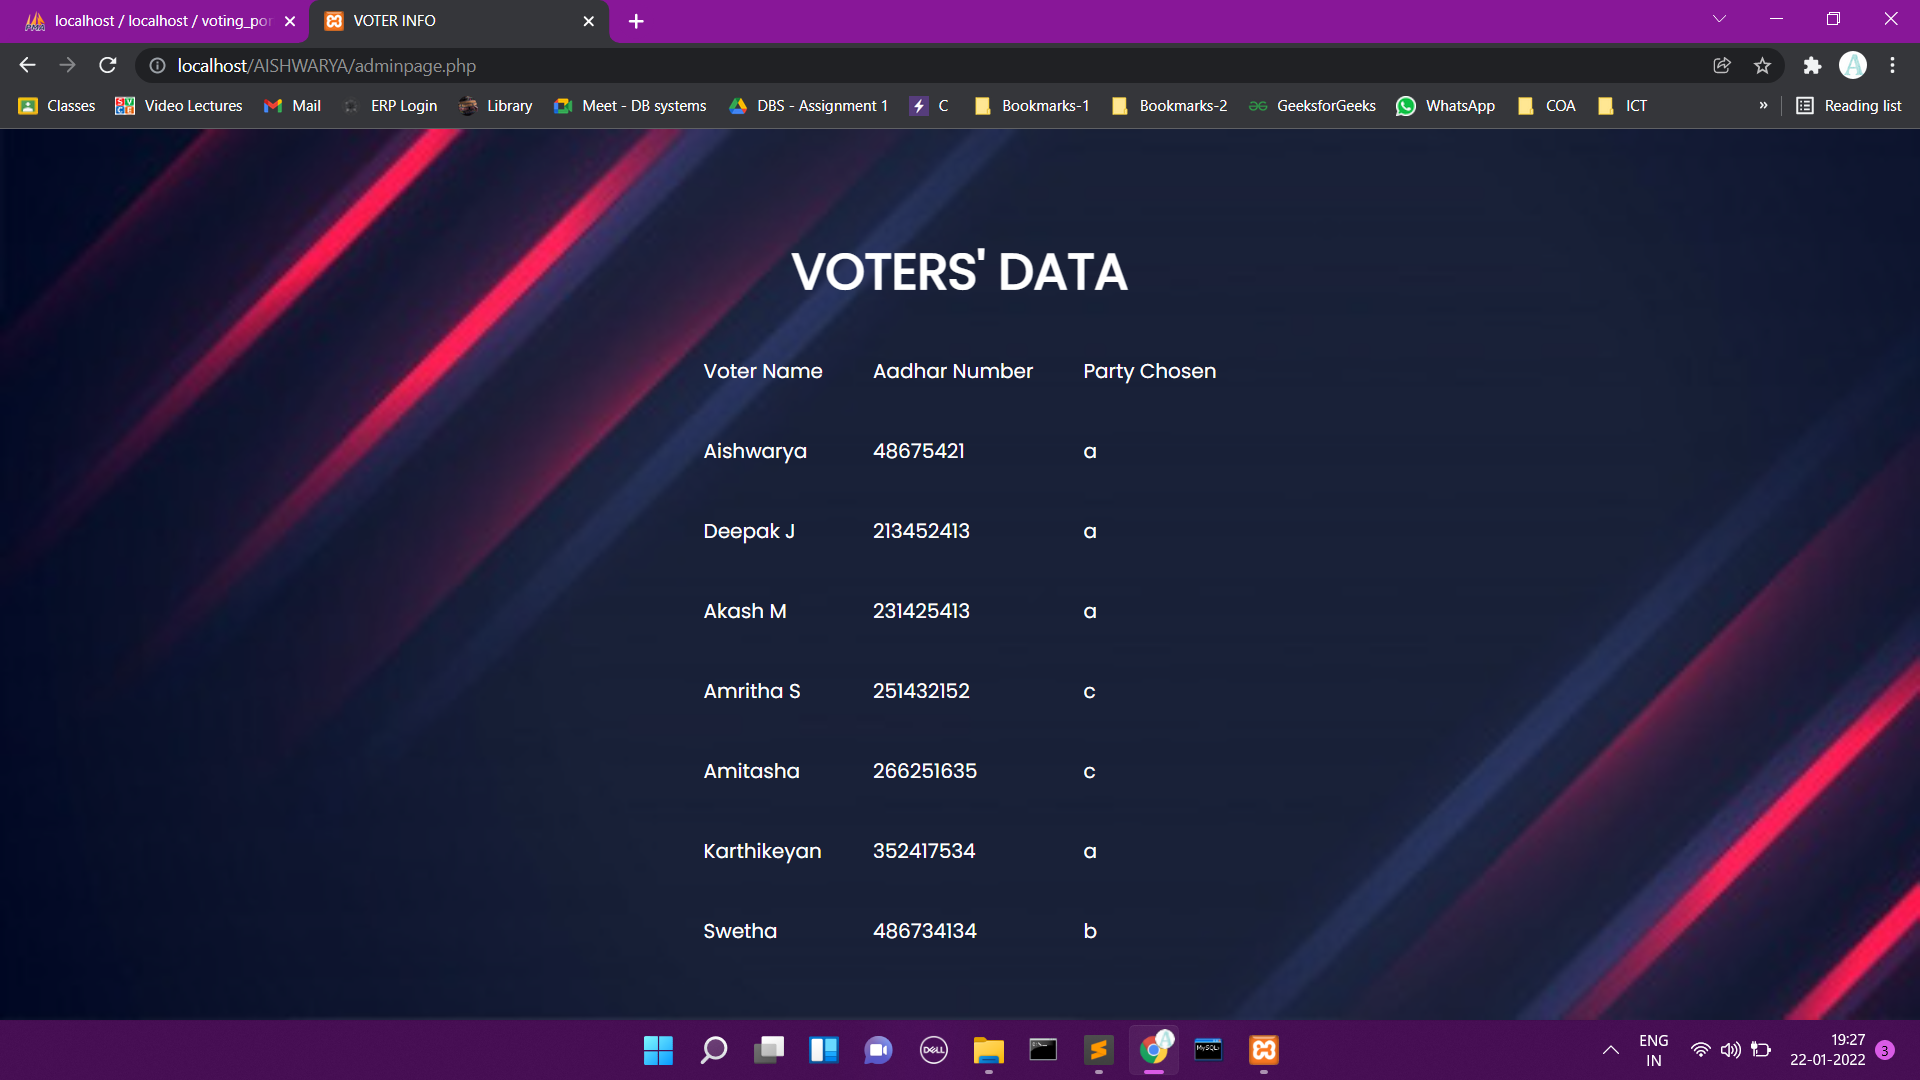 localhost / localhost / voting_por
VOTER INFO
localhost/AISHWARYA/adminpage.php
Classes Video Lectures Mail ERP Login Library Meet - DB systems DBS - Assignment 1 C Bookmarks-1 Bookmarks-2 GeeksforGeeks WhatsApp COA ICT » Reading list
VOTERS' DATA
Voter Name Aadhar Number Party Chosen
Aishwarya 48675421 a
Deepak J 213452413 a
Akash M 231425413 a
Amritha S 251432152 c
Amitasha 266251635 c
Karthikeyan 352417534 a
Swetha 486734134 b
ENG
IN
19:27
22-01-2022
3